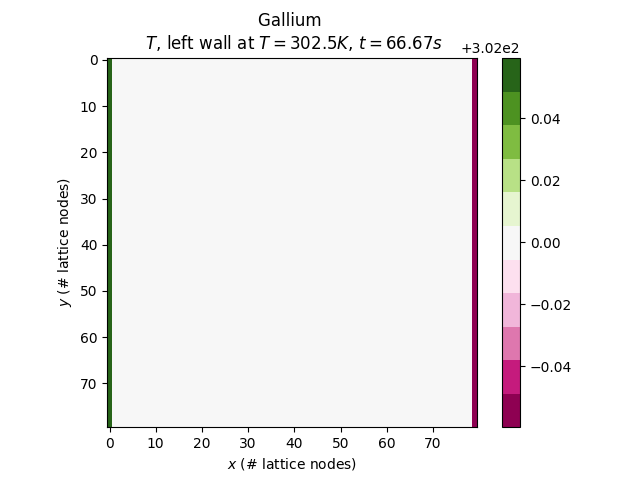 Gallium
T, left wall at T = 302.5K, t = 66.67s
+3.02e2
0
10
20
30
40
50
60
70
y (# lattice nodes)
0 10 20 30 40 50 60 70
x (# lattice nodes)
0.04
0.02
0.00
−0.02
−0.04